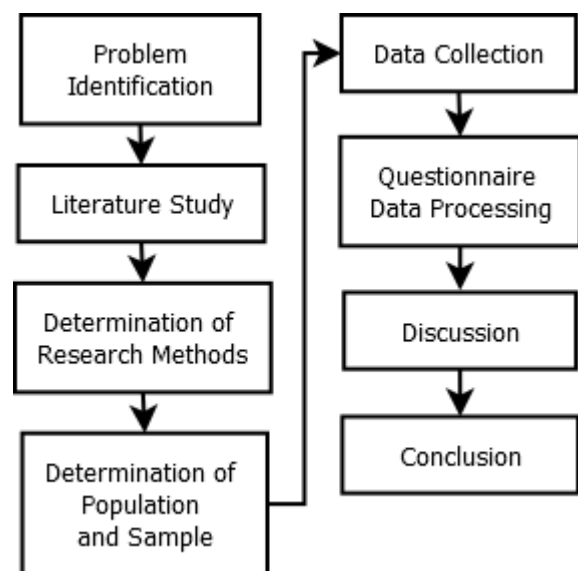 Problem
Identification
Literature Study
Determination of
Research Methods
Determination of
Population
and Sample
Data Collection
Questionnaire
Data Processing
Discussion
Conclusion